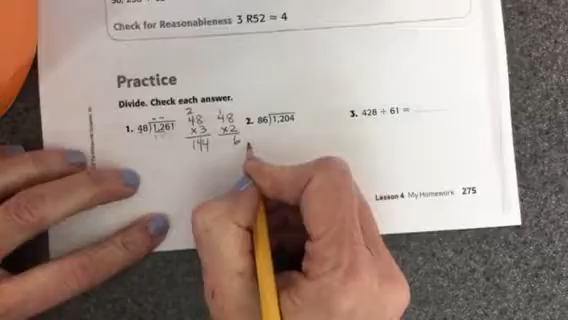 Check for Reasonableness 3 R52 ≈ 4
Practice
Divide. Check each answer.
1. 48)1,261
2
48
×3
144
1
48
×2
6
2. 86)1,204
3. 428 ÷ 61 =
Lesson 4 My Homework 275